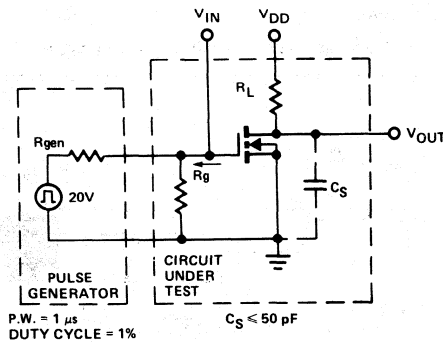 VIN
VDD
RL
VOUT
Rgen
Rg
20V
CS
CIRCUIT
UNDER
TEST
PULSE
GENERATOR
P.W. = 1 µs
DUTY CYCLE = 1%
CS ≤ 50 pF